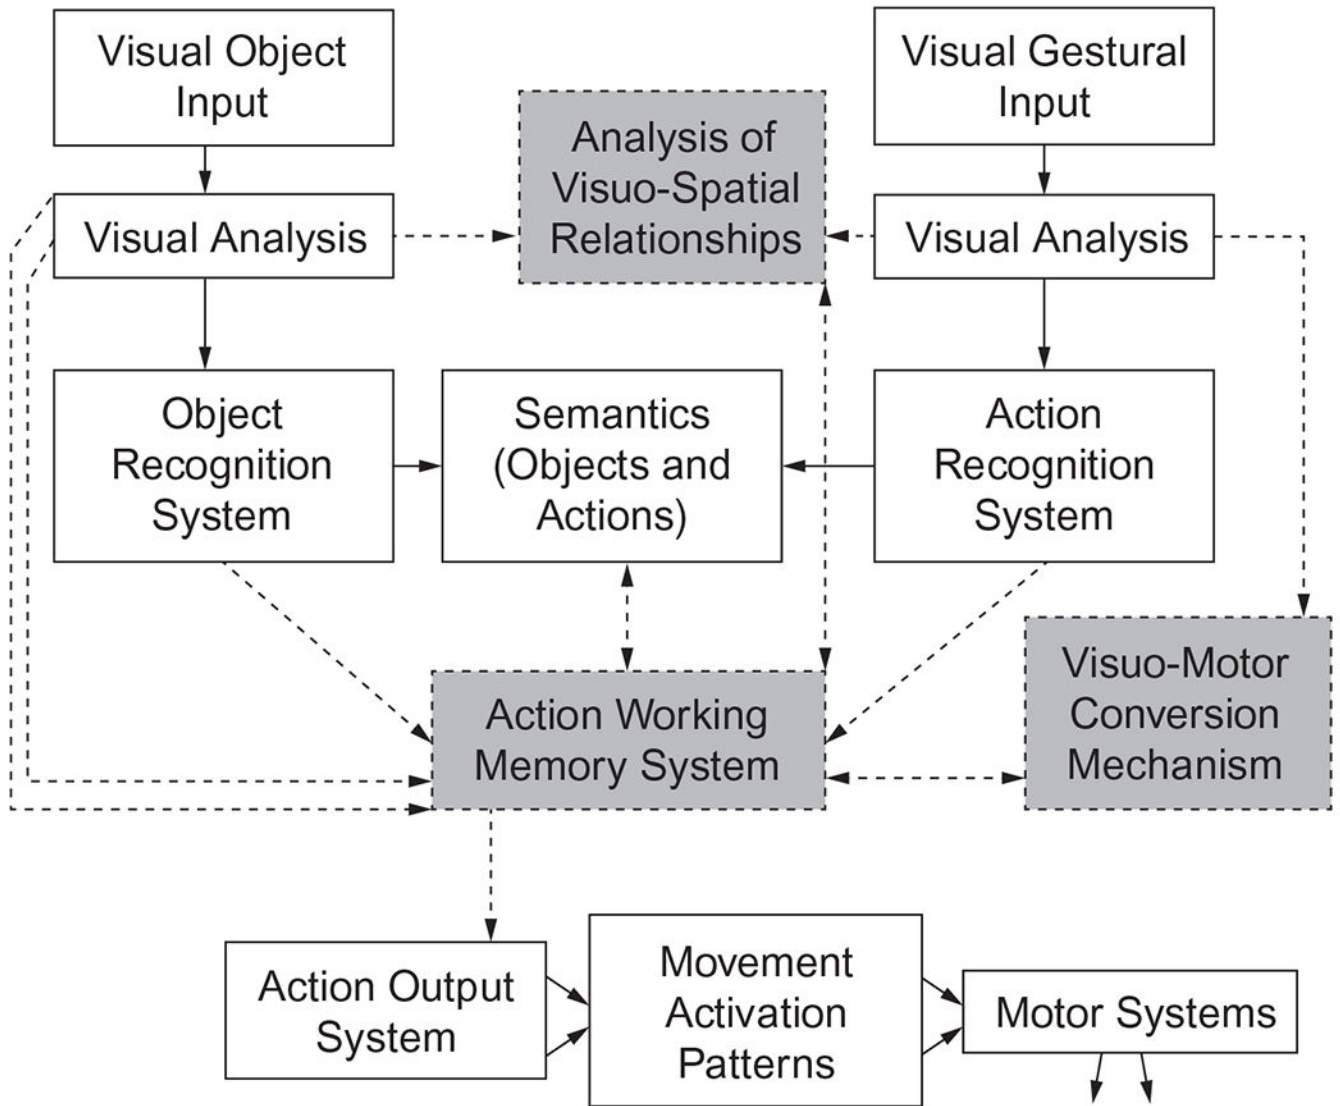 Visual Object
Input
Visual Gestural
Input
Analysis of
Visuo-Spatial
Relationships
Visual Analysis
Visual Analysis
Object
Recognition
System
Semantics
(Objects and
Actions)
Action
Recognition
System
Action Working
Memory System
Visuo-Motor
Conversion
Mechanism
Action Output
System
Movement
Activation
Patterns
Motor Systems